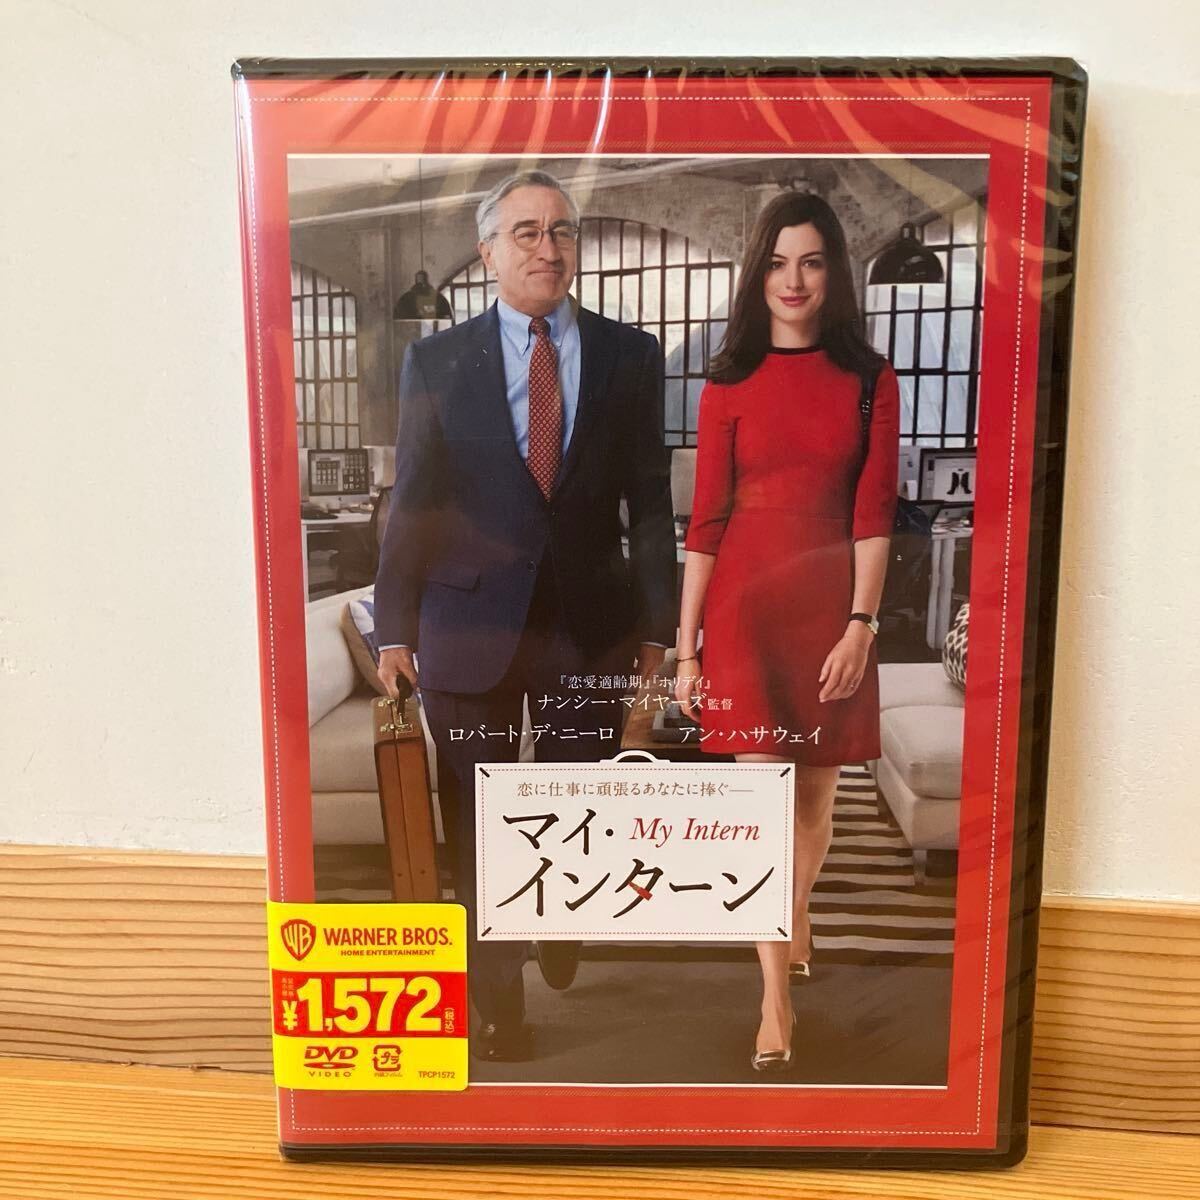 『恋愛適齢期』『ホリデイ』
ナンシー・マイヤーズ監督
ロバート・デ・ニーロ アン・ハサウェイ
恋に仕事に頑張るあなたに捧ぐ――
マイ・ My Intern
インターン
WB WARNER BROS.
HOME ENTERTAINMENT
¥1,572 (税込)
DVD
VIDEO
プラ
TPCP1572